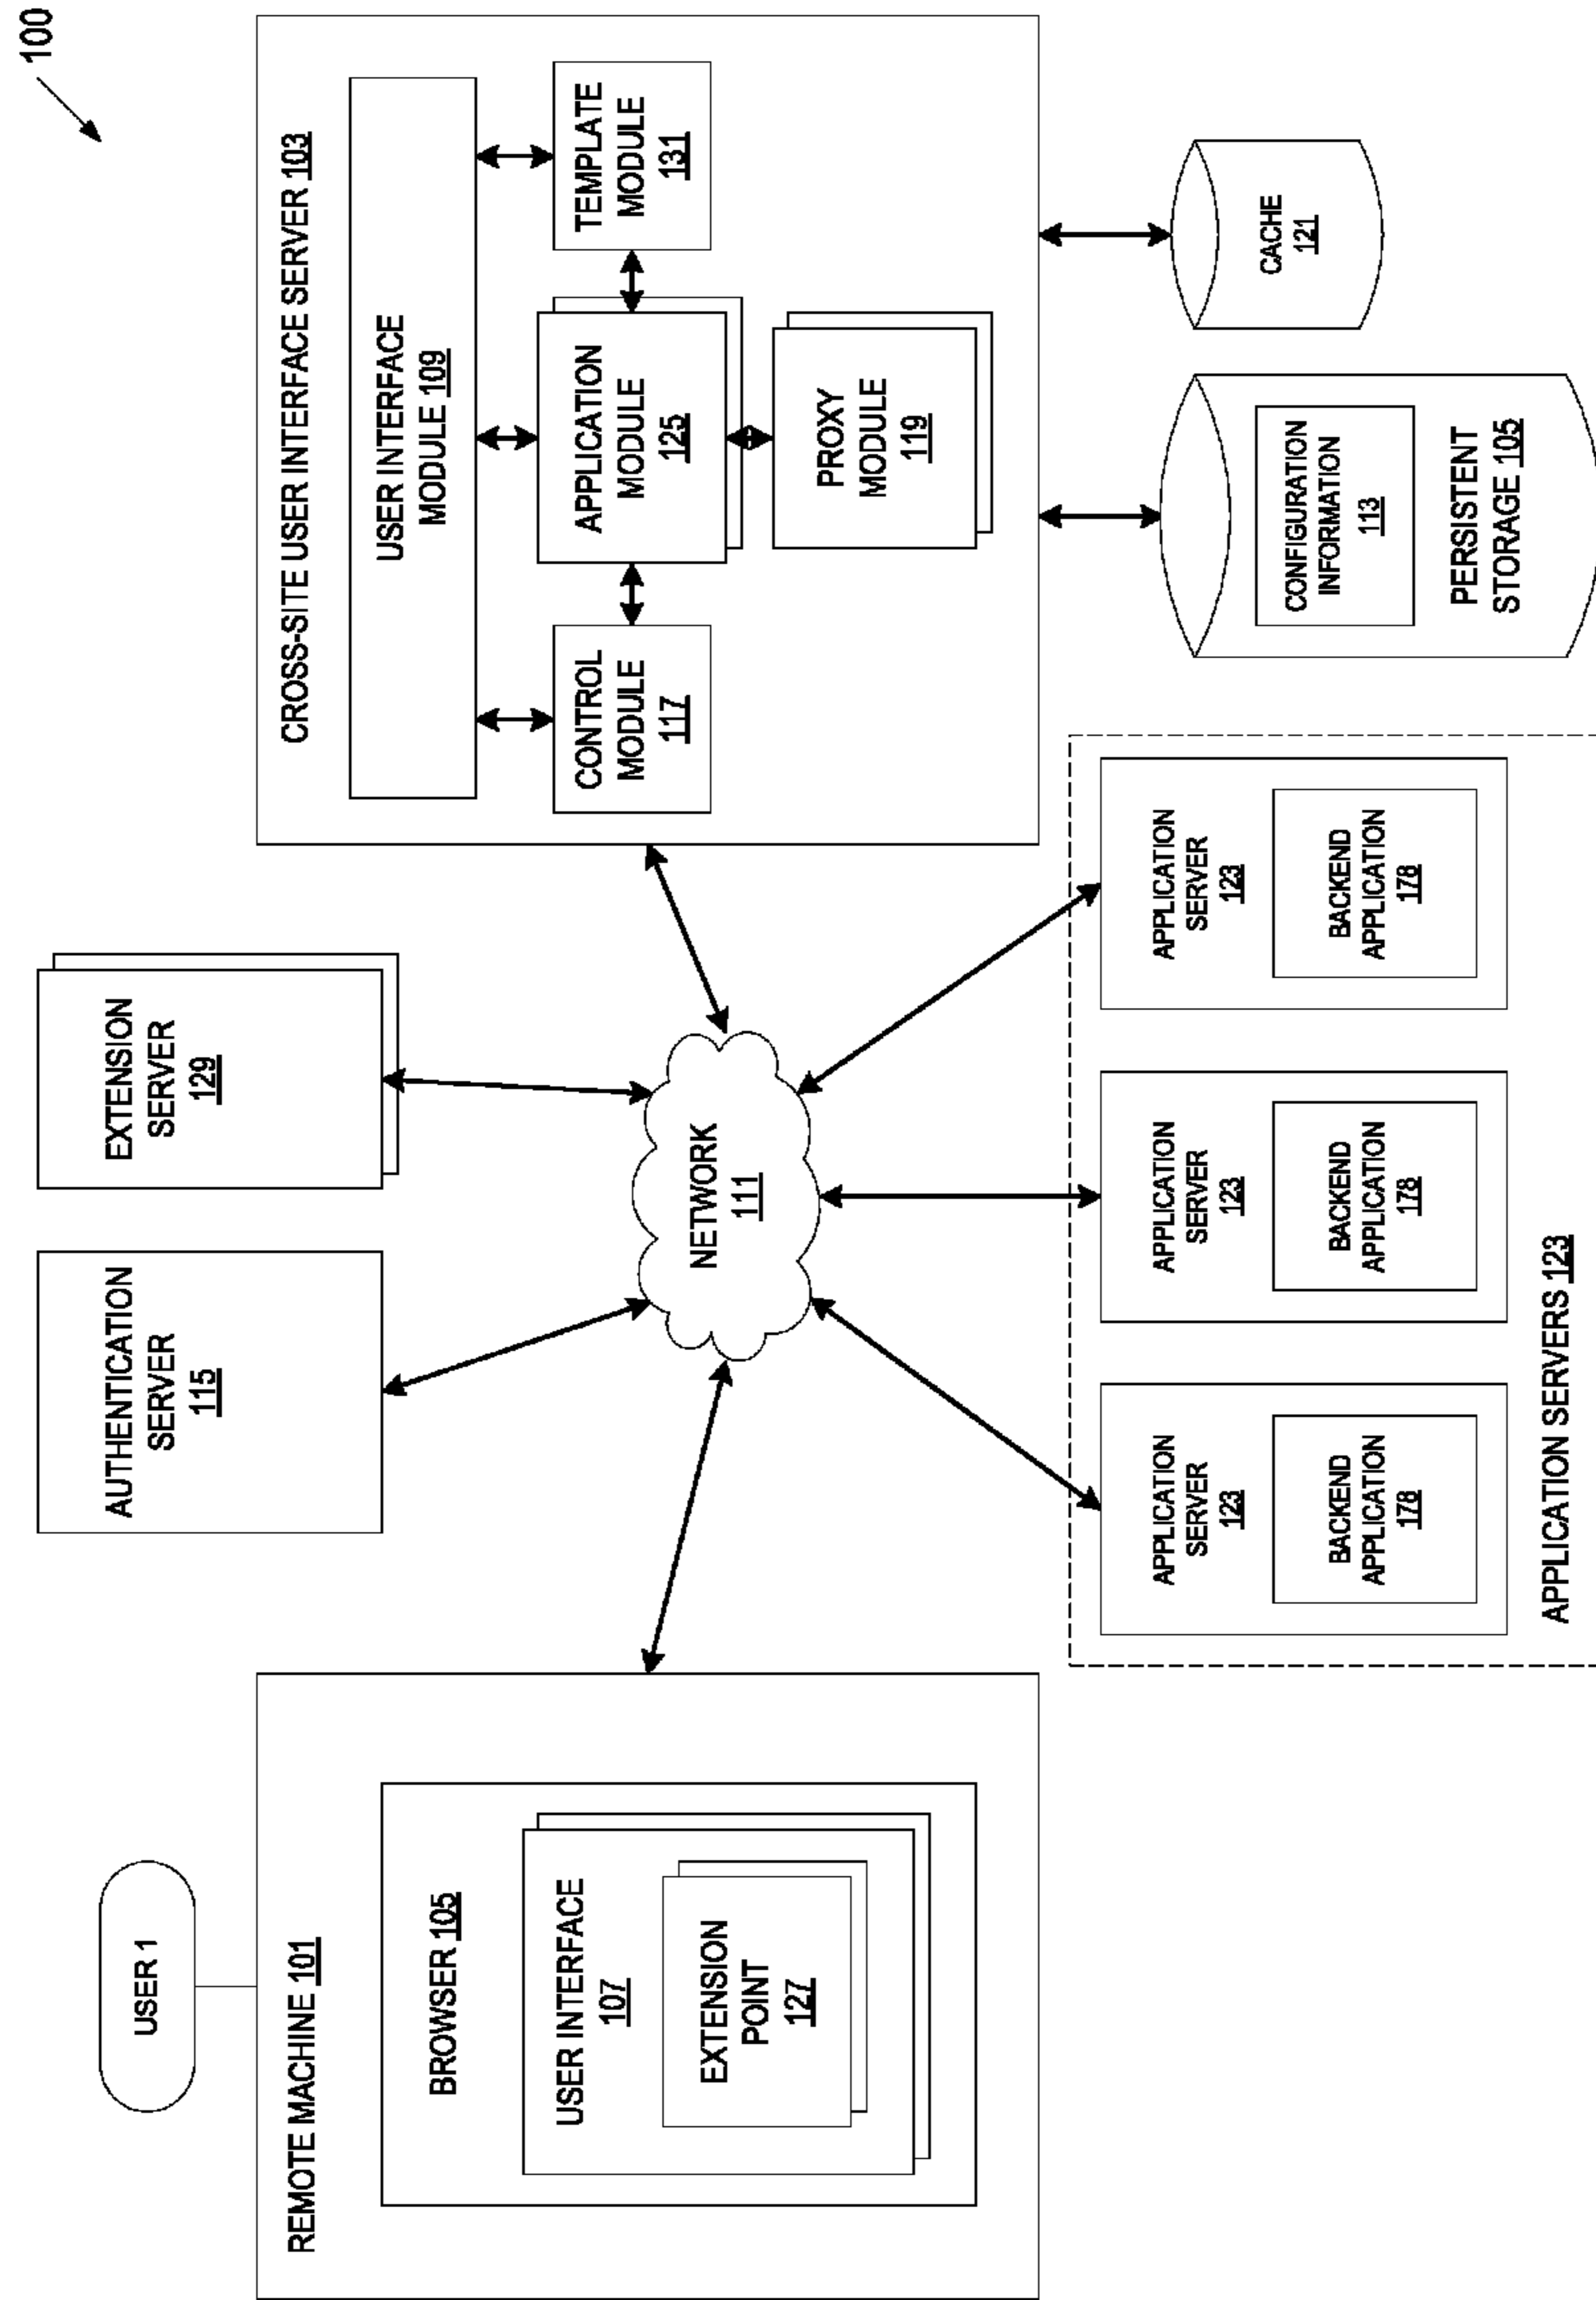 100
USER 1
REMOTE MACHINE 101
BROWSER 105
USER INTERFACE
107
EXTENSION
POINT
127
AUTHENTICATION
SERVER
115
EXTENSION
SERVER
129
NETWORK
111
CROSS-SITE USER INTERFACE SERVER 103
USER INTERFACE
MODULE 109
CONTROL
MODULE
117
APPLICATION
MODULE
125
TEMPLATE
MODULE
131
PROXY
MODULE
119
APPLICATION
SERVER
123
BACKEND
APPLICATION
178
APPLICATION
SERVER
123
BACKEND
APPLICATION
178
APPLICATION
SERVER
123
BACKEND
APPLICATION
178
APPLICATION SERVERS 123
CONFIGURATION
INFORMATION
113
PERSISTENT
STORAGE 105
CACHE
121